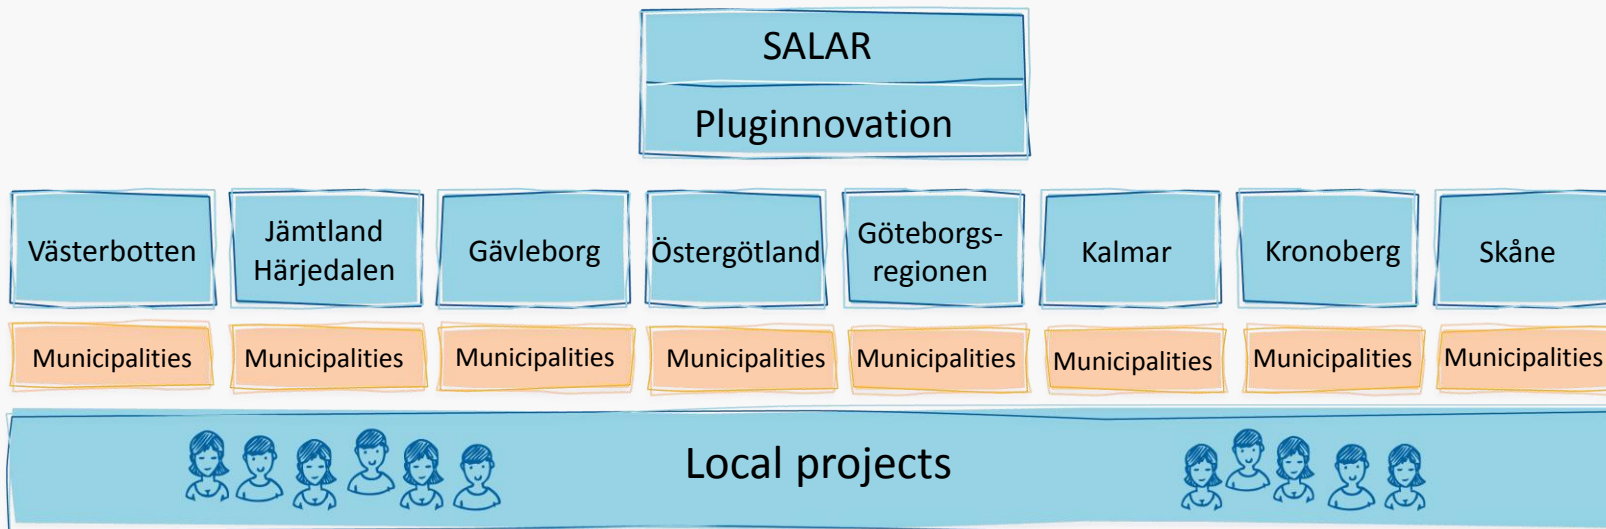 SALAR
Pluginnovation
Västerbotten
Jämtland
Härjedalen
Gävleborg
Östergötland
Göteborgs-
regionen
Kalmar
Kronoberg
Skåne
Municipalities
Municipalities
Municipalities
Municipalities
Municipalities
Municipalities
Municipalities
Municipalities
Local projects